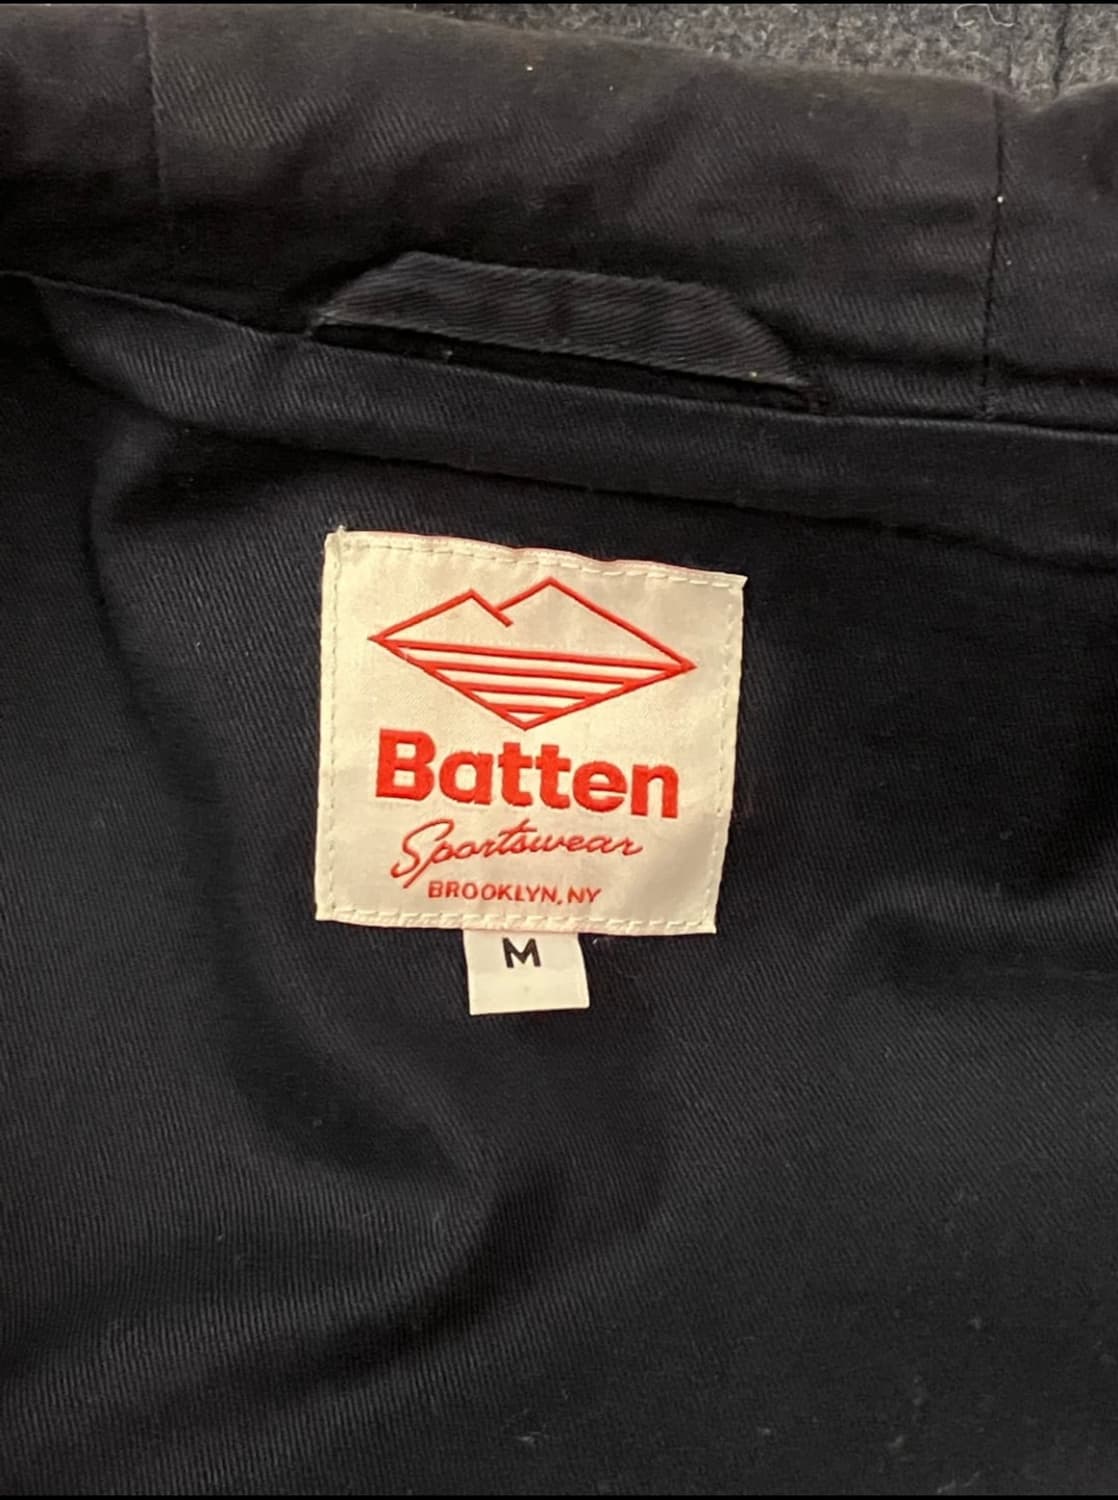 Batten
Sportswear
BROOKLYN, NY
M